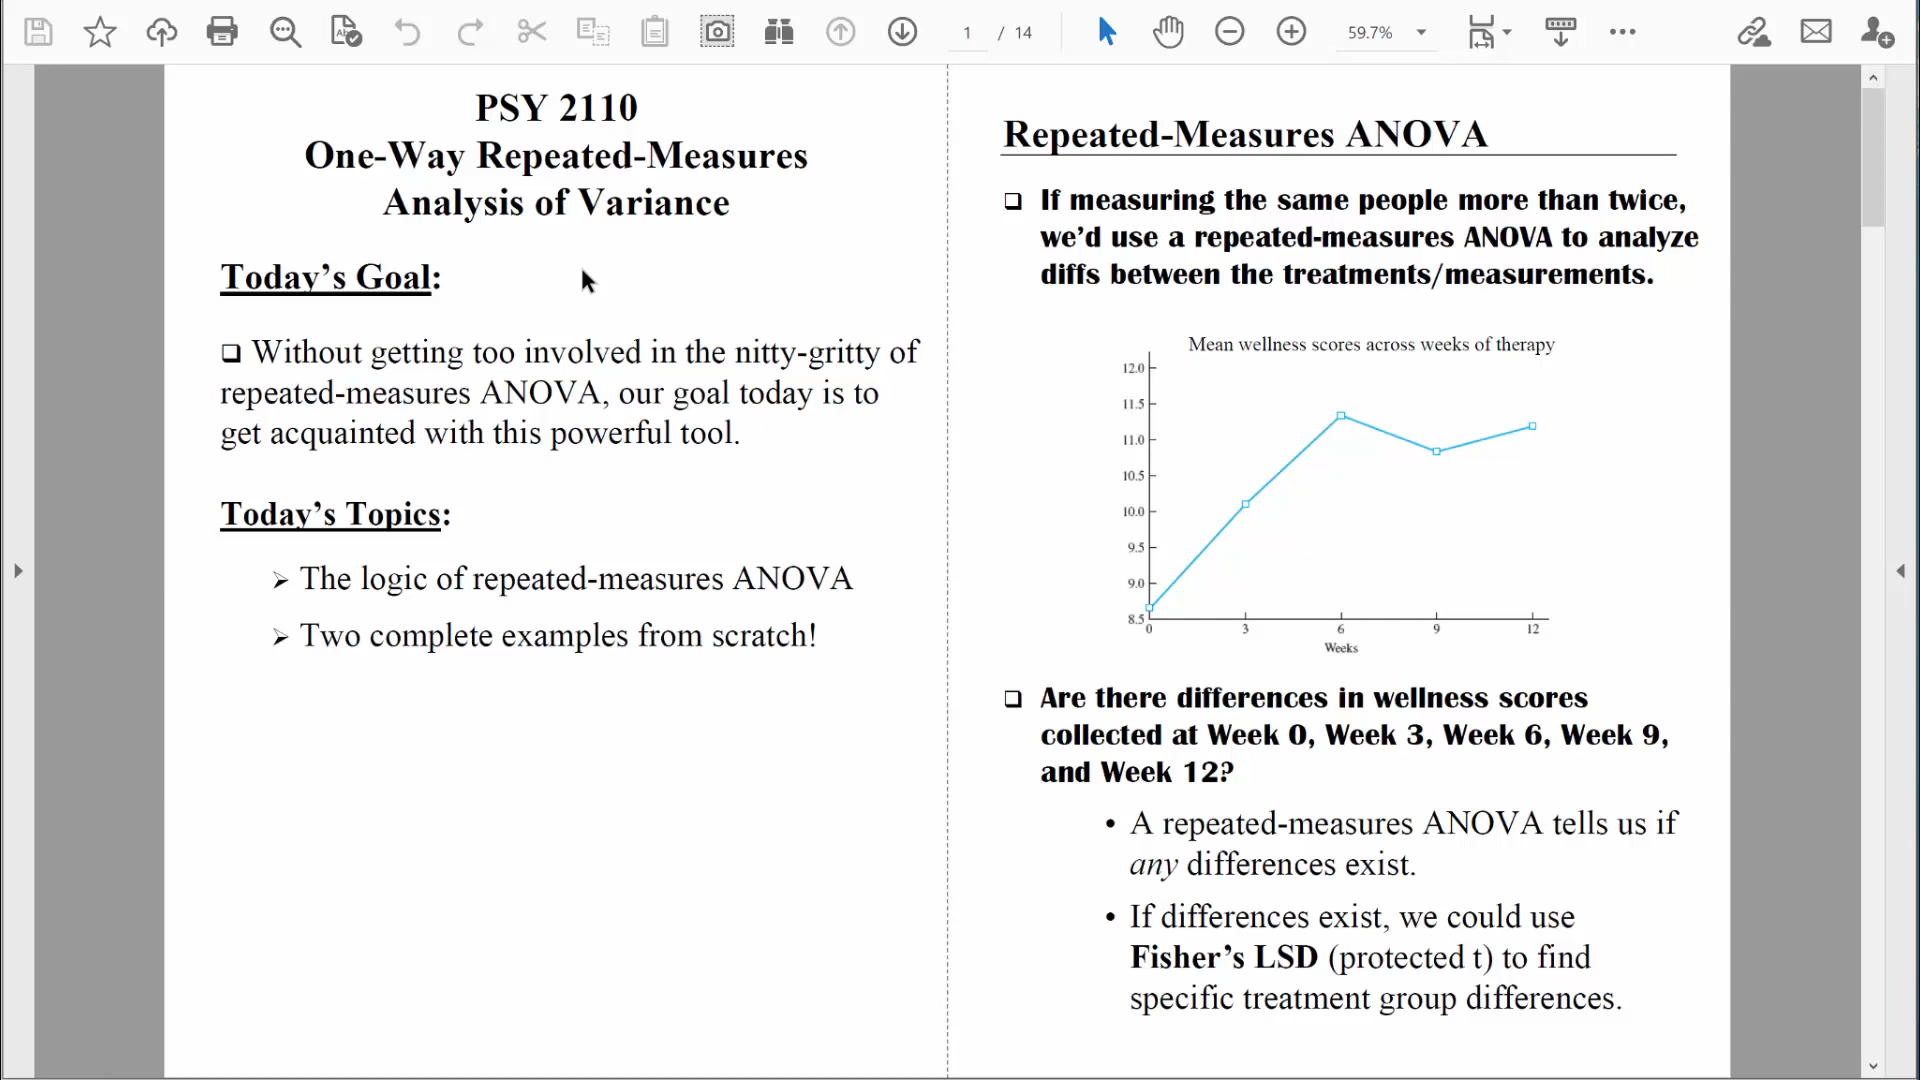 1 / 14
59.7%
PSY 2110
One-Way Repeated-Measures
Analysis of Variance
Today's Goal:
❑ Without getting too involved in the nitty-gritty of
repeated-measures ANOVA, our goal today is to
get acquainted with this powerful tool.
Today's Topics:
➢ The logic of repeated-measures ANOVA
➢ Two complete examples from scratch!
Repeated-Measures ANOVA
❑ If measuring the same people more than twice,
we'd use a repeated-measures ANOVA to analyze
diffs between the treatments/measurements.
Mean wellness scores across weeks of therapy
12.0
11.5
11.0
10.5
10.0
9.5
9.0
8.5
0 3 6 9 12
Weeks
❑ Are there differences in wellness scores
collected at Week 0, Week 3, Week 6, Week 9,
and Week 12?
• A repeated-measures ANOVA tells us if
any differences exist.
• If differences exist, we could use
Fisher's LSD (protected t) to find
specific treatment group differences.